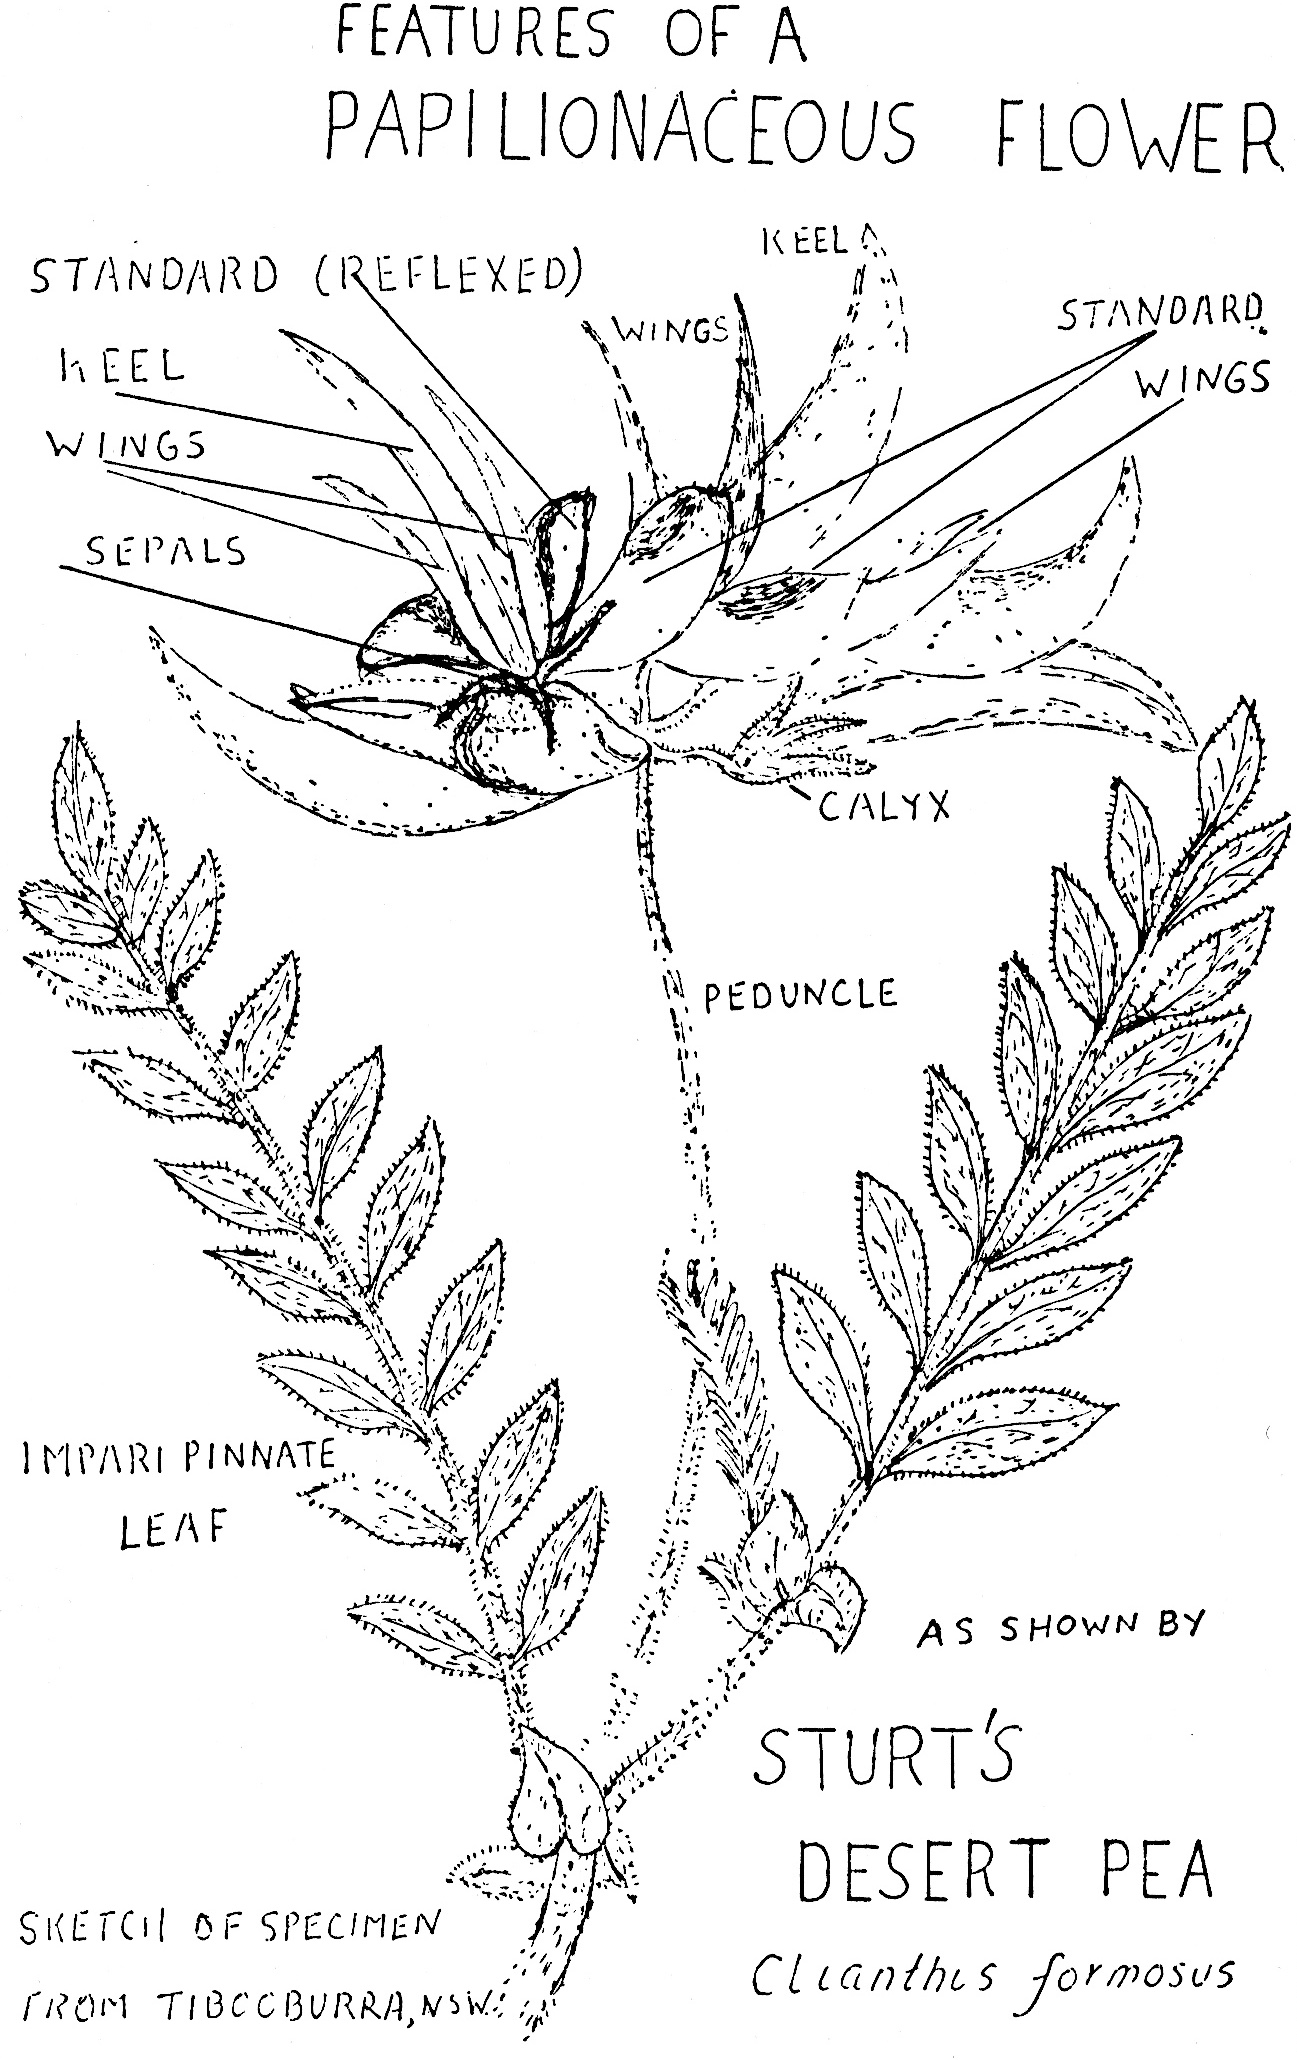 FEATURES OF A
PAPILIONACEOUS FLOWER
KEEL
STANDARD (REFLEXED)
STANDARD
WINGS
KEEL
WINGS
WINGS
SEPALS
CALYX
PEDUNCLE
IMPARI PINNATE
LEAF
AS SHOWN BY
STURT'S
DESERT PEA
Clianthus formosus
SKETCH OF SPECIMEN
FROM TIBOOBURRA, NSW.